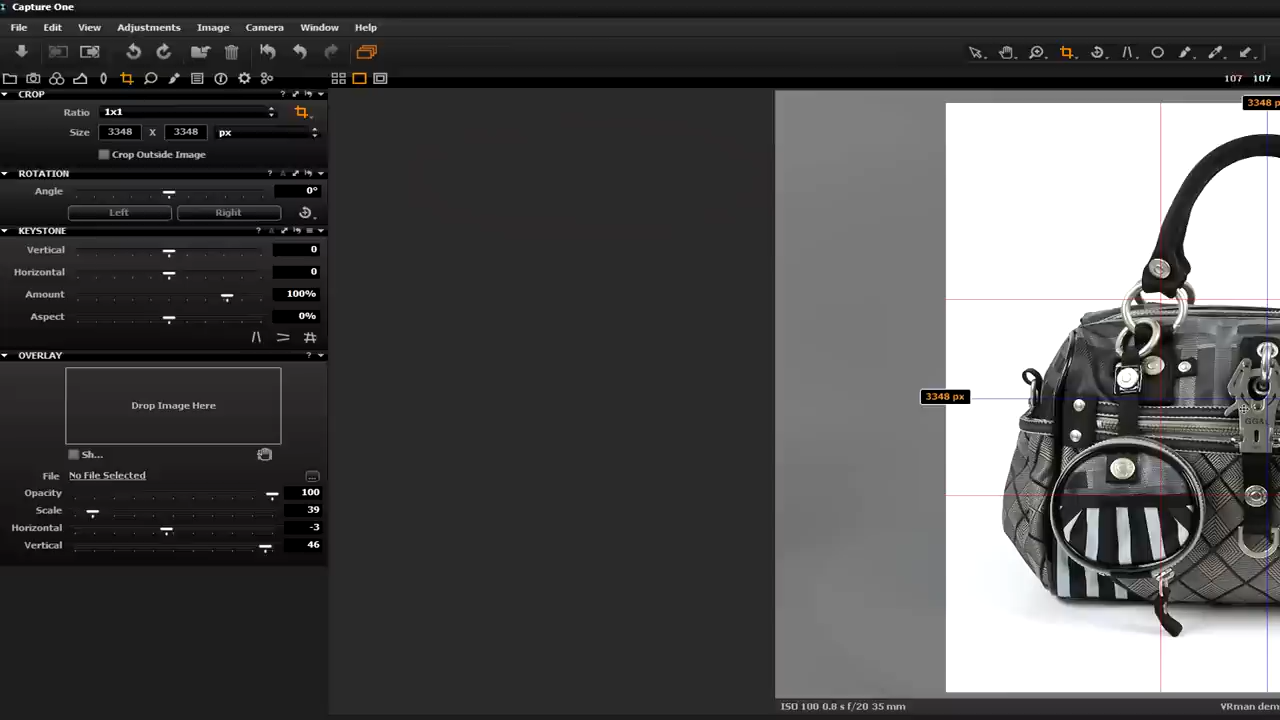 Capture One
File Edit View Adjustments Image Camera Window Help
107 107
CROP ?
3348 p
Ratio 1x1
Size 3348 X 3348 px
Crop Outside Image
ROTATION ?
Angle 0°
Left Right
KEYSTONE ?
Vertical 0
Horizontal 0
Amount 100%
Aspect 0%
OVERLAY ?
3348 px
Drop Image Here
Sh...
File No File Selected ...
Opacity 100
Scale 39
Horizontal -3
Vertical 46
ISO 100 0.8 s f/20 35 mm
VRman dem